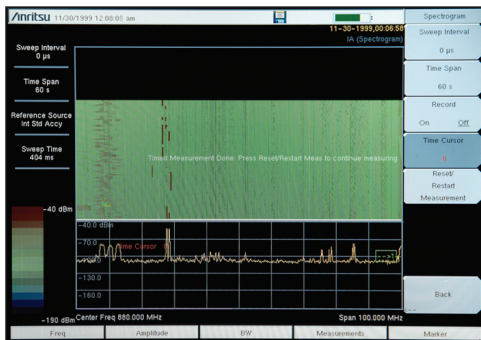 Anritsu 11/30/1999 12:08:06 am
Spectrogram
11-30-1999,00:06:58
IA (Spectrogram)
Sweep Interval
0 µs
Time Span
60 s
Reference Source
Int Std Accy
Sweep Time
404 ms
Sweep Interval
0 µs
Time Span
60 s
Record
On Off
Time Cursor
0
Reset/
Restart
Measurement
Back
Timed Measurement Done. Press Reset/Restart Meas to continue measuring
-40 dBm
-190 dBm
-40.0 dBm
-70.0
Time Cursor
-130.0
-160.0
Center Freq 880.000 MHz
Span 100.000 MHz
Freq
Amplitude
BW
Measurements
Marker